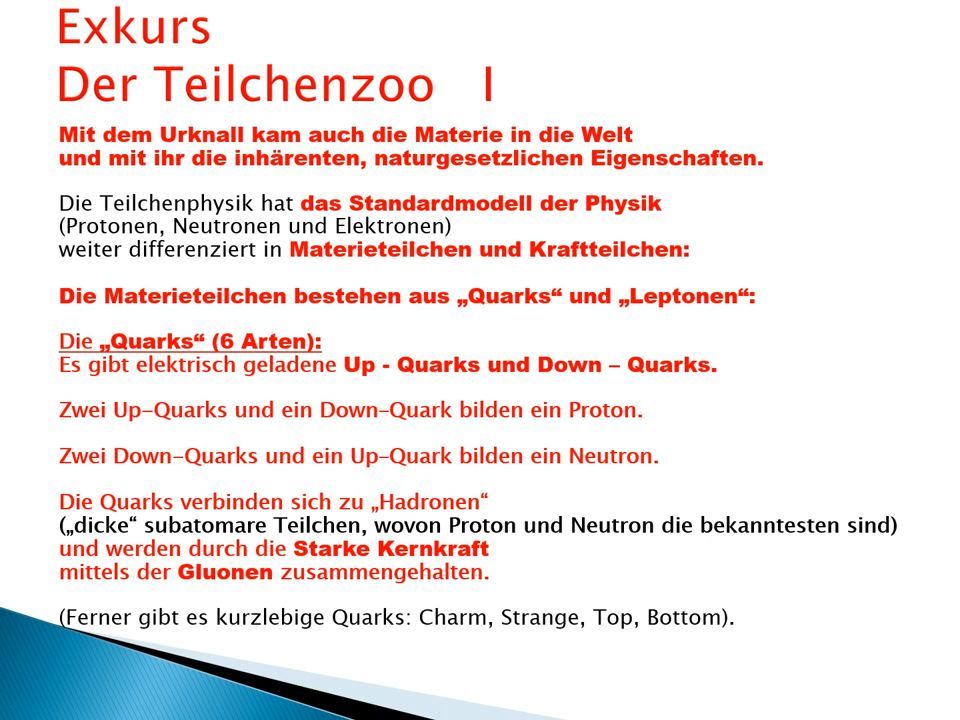 Exkurs
Der Teilchenzoo I
Mit dem Urknall kam auch die Materie in die Welt
und mit ihr die inhärenten, naturgesetzlichen Eigenschaften.
Die Teilchenphysik hat das Standardmodell der Physik
(Protonen, Neutronen und Elektronen)
weiter differenziert in Materieteilchen und Kraftteilchen:
Die Materieteilchen bestehen aus „Quarks“ und „Leptonen“:
Die „Quarks“ (6 Arten):
Es gibt elektrisch geladene Up - Quarks und Down – Quarks.
Zwei Up-Quarks und ein Down-Quark bilden ein Proton.
Zwei Down-Quarks und ein Up-Quark bilden ein Neutron.
Die Quarks verbinden sich zu „Hadronen“
(„dicke“ subatomare Teilchen, wovon Proton und Neutron die bekanntesten sind)
und werden durch die Starke Kernkraft
mittels der Gluonen zusammengehalten.
(Ferner gibt es kurzlebige Quarks: Charm, Strange, Top, Bottom).